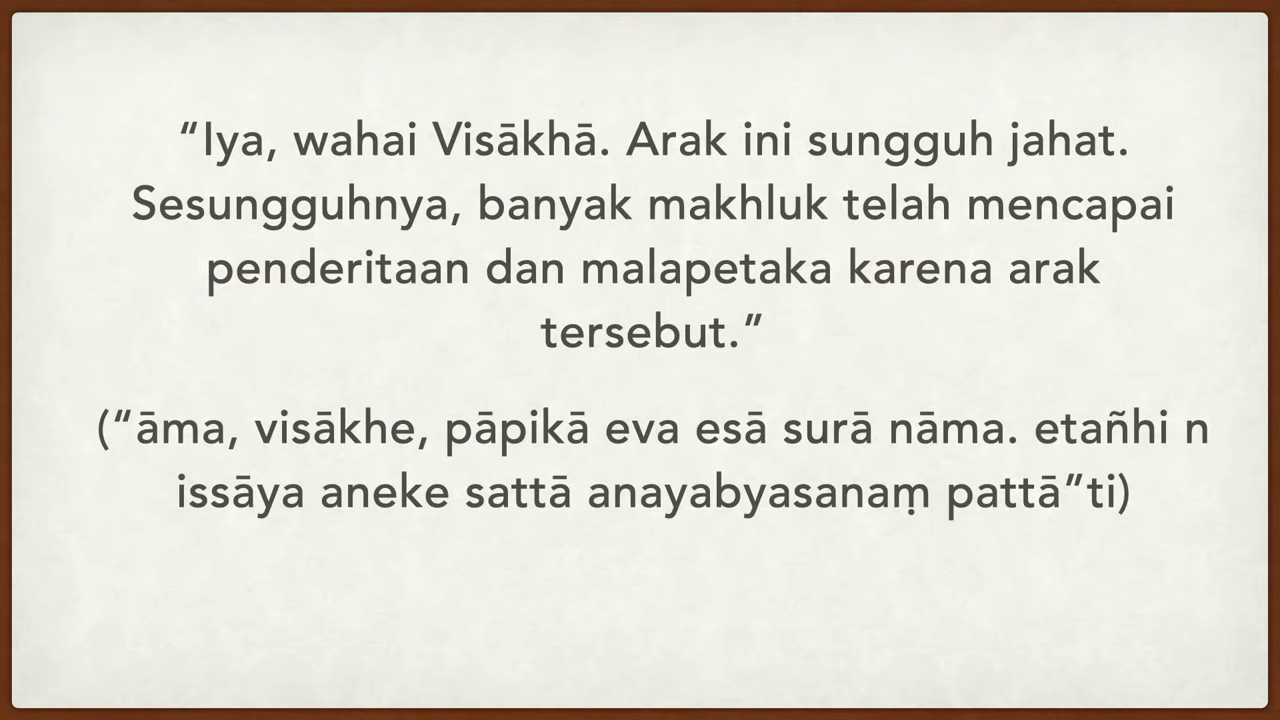 “Iya, wahai Visākhā. Arak ini sungguh jahat.
Sesungguhnya, banyak makhluk telah mencapai
penderitaan dan malapetaka karena arak
tersebut.”
(“āma, visākhe, pāpikā eva esā surā nāma. etañhi n
issāya aneke sattā anayabyasanaṃ pattā”ti)